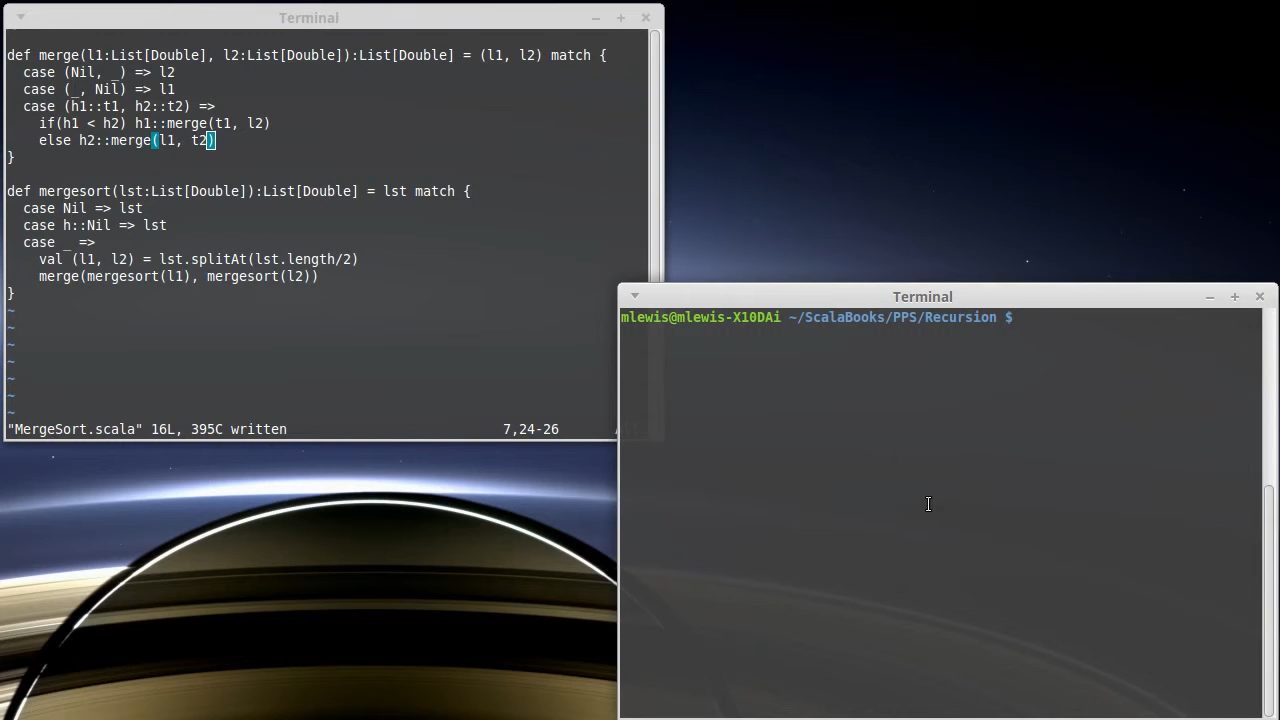 Terminal
def merge(l1:List[Double], l2:List[Double]):List[Double] = (l1, l2) match {
  case (Nil, _) => l2
  case (_, Nil) => l1
  case (h1::t1, h2::t2) =>
    if(h1 < h2) h1::merge(t1, l2)
    else h2::merge(l1, t2)
}
def mergesort(lst:List[Double]):List[Double] = lst match {
  case Nil => lst
  case h::Nil => lst
  case _ =>
    val (l1, l2) = lst.splitAt(lst.length/2)
    merge(mergesort(l1), mergesort(l2))
}
~
~
~
~
~
~
~
"MergeSort.scala" 16L, 395C written 7,24-26
Terminal
mlewis@mlewis-X10DAi ~/ScalaBooks/PPS/Recursion $